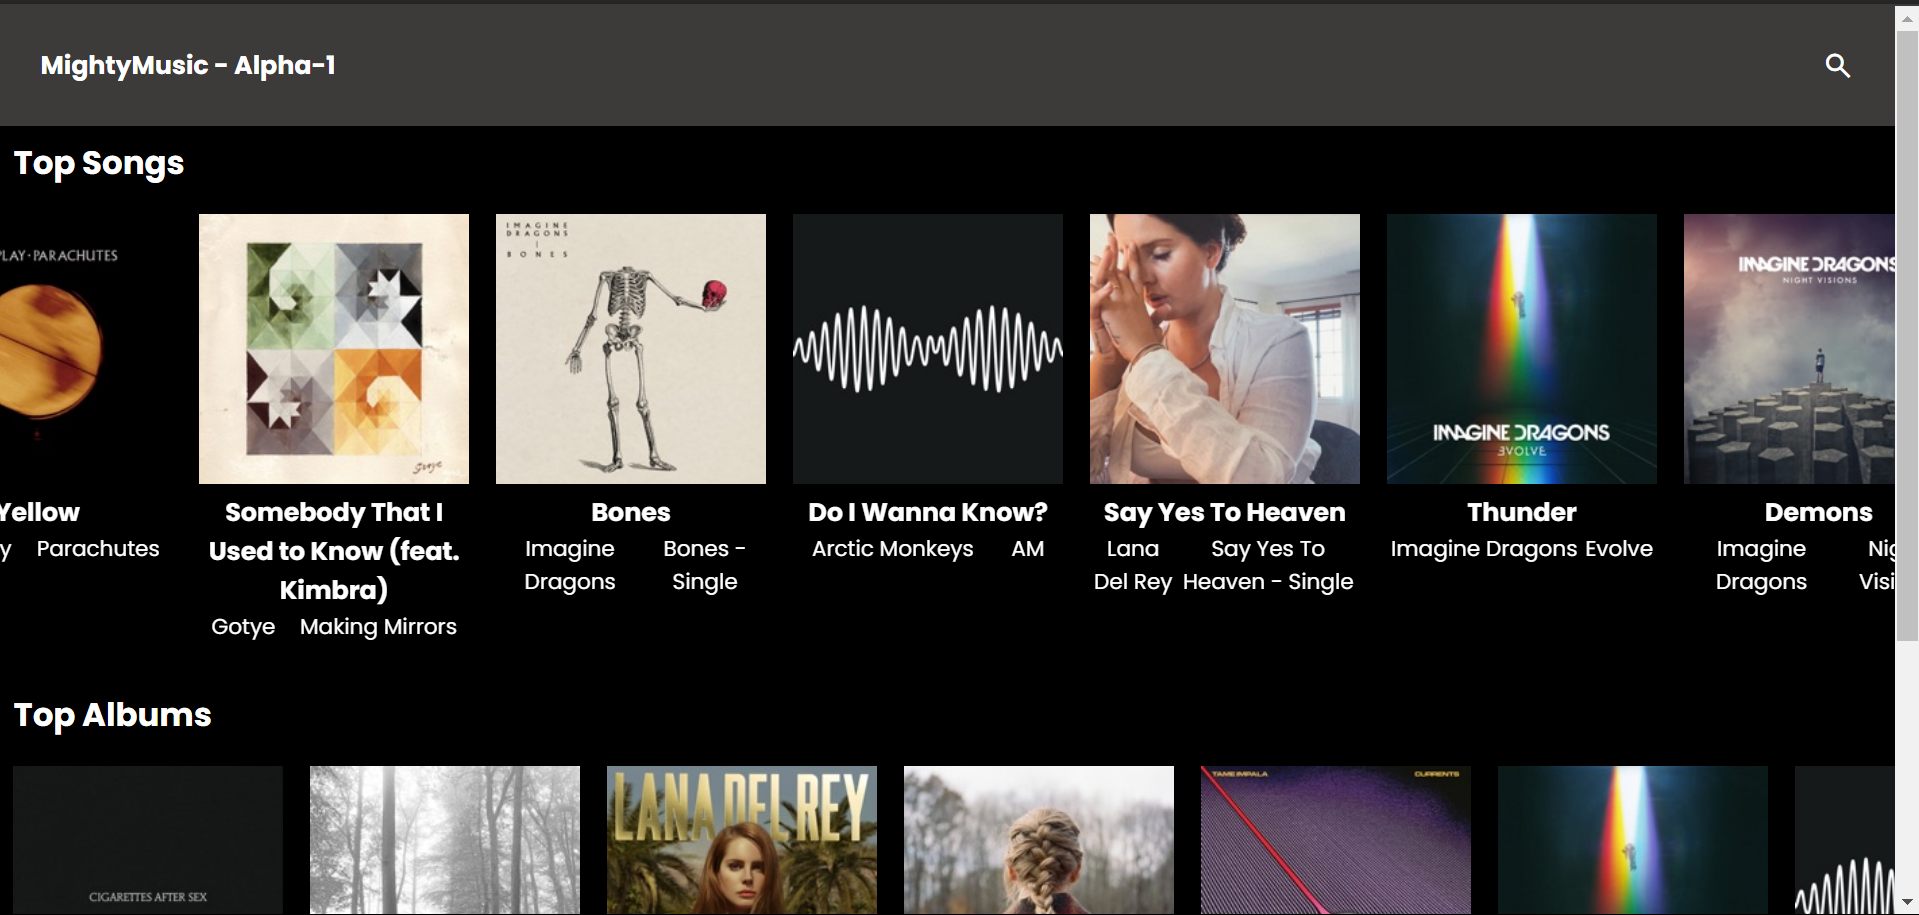 MightyMusic - Alpha-1
Top Songs
PLAY·PARACHUTES
Gotye
IMAGINE
DRAGONS
BONES
IMAGINE DRAGONS
EVOLVE
IMAGINE DRAGONS
NIGHT VISIONS
Yellow
y Parachutes
Somebody That I
Used to Know (feat.
Kimbra)
Gotye Making Mirrors
Bones
Imagine Bones -
Dragons Single
Do I Wanna Know?
Arctic Monkeys AM
Say Yes To Heaven
Lana Say Yes To
Del Rey Heaven - Single
Thunder
Imagine Dragons Evolve
Demons
Imagine Nig
Dragons Visi
Top Albums
CIGARETTES AFTER SEX
LANA DEL REY
TAME IMPALA CURRENTS